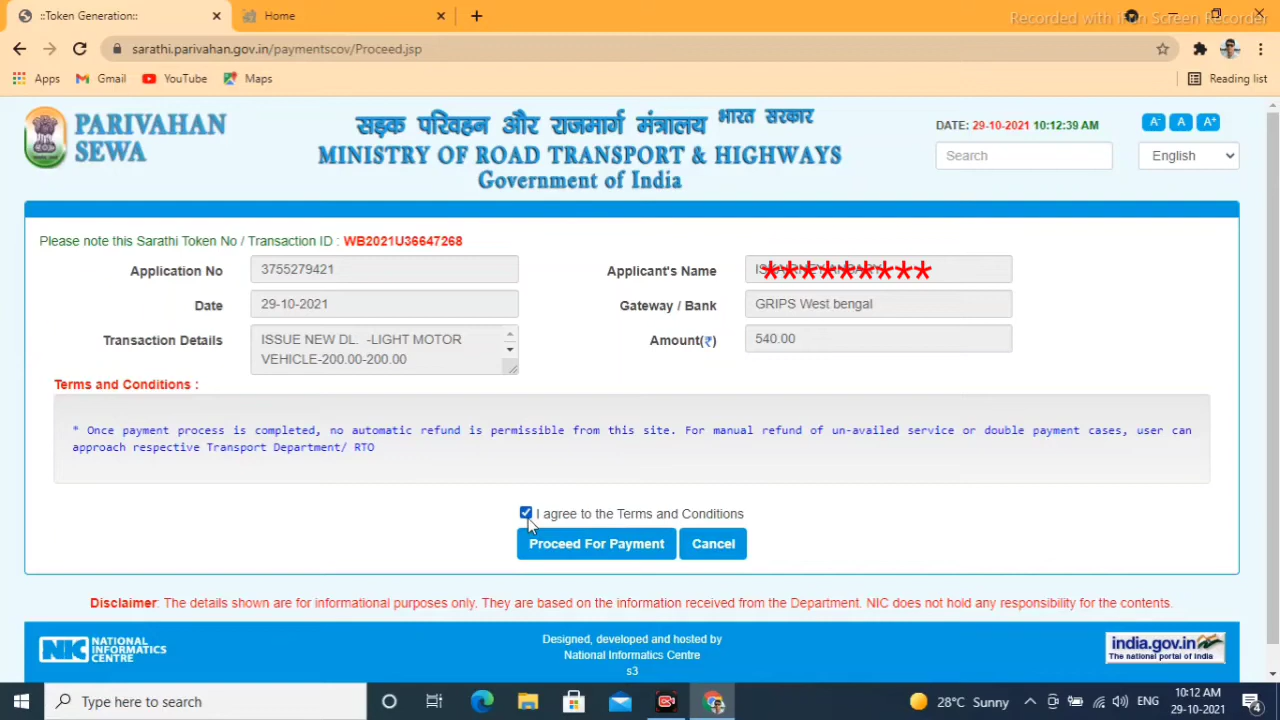 ::Token Generation::
Home
Recorded with iTop Screen Recorder
sarathi.parivahan.gov.in/paymentscov/Proceed.jsp
Apps Gmail YouTube Maps Reading list
PARIVAHAN SEWA
सड़क परिवहन और राजमार्ग मंत्रालय भारत सरकार
MINISTRY OF ROAD TRANSPORT & HIGHWAYS
Government of India
DATE: 29-10-2021 10:12:39 AM
A- A A+
Search
English
Please note this Sarathi Token No / Transaction ID : WB2021U36647268
Application No 3755279421
Applicant's Name *********
Date 29-10-2021
Gateway / Bank GRIPS West bengal
Transaction Details ISSUE NEW DL. -LIGHT MOTOR
VEHICLE-200.00-200.00
Amount(₹) 540.00
Terms and Conditions :
* Once payment process is completed, no automatic refund is permissible from this site. For manual refund of un-availed service or double payment cases, user can
approach respective Transport Department/ RTO
I agree to the Terms and Conditions
Proceed For Payment Cancel
Disclaimer: The details shown are for informational purposes only. They are based on the information received from the Department. NIC does not hold any responsibility for the contents.
NIC NATIONAL
INFORMATICS
CENTRE
Designed, developed and hosted by
National Informatics Centre
s3
india.gov.in
The national portal of India
Type here to search
28°C Sunny
ENG
10:12 AM
29-10-2021
4